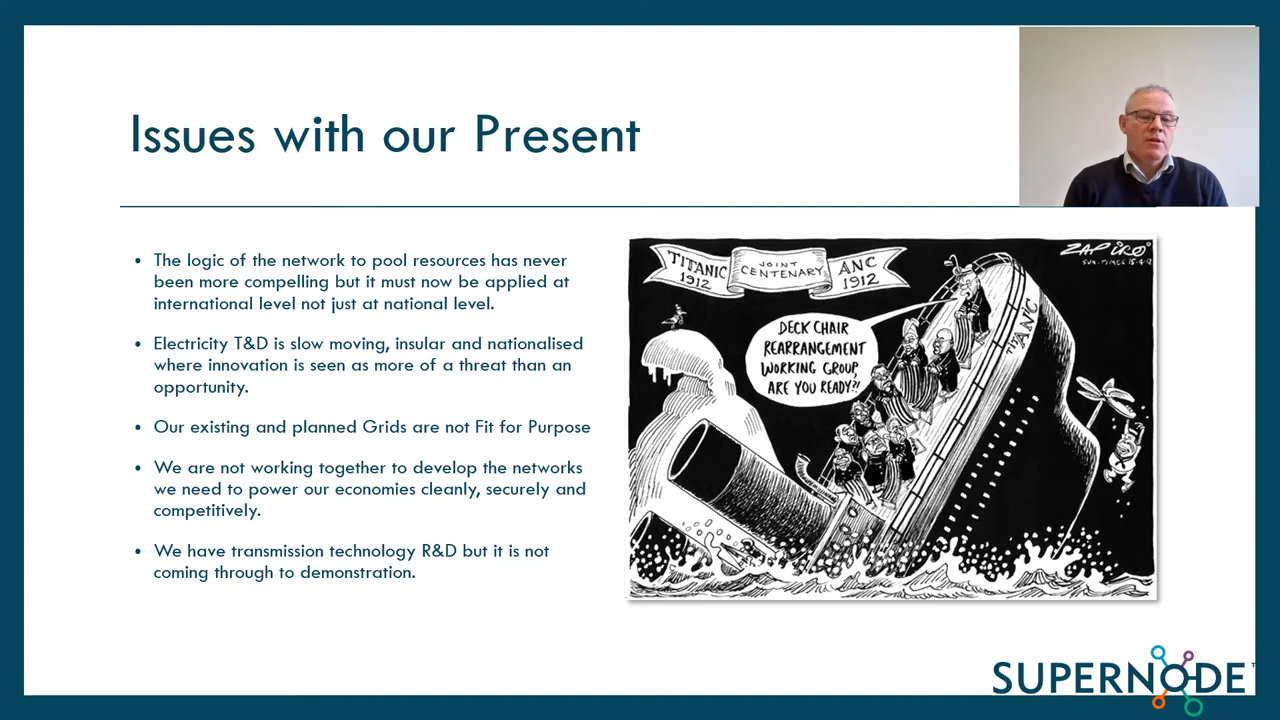 Issues with our Present
• The logic of the network to pool resources has never
been more compelling but it must now be applied at
international level not just at national level.
• Electricity T&D is slow moving, insular and nationalised
where innovation is seen as more of a threat than an
opportunity.
• Our existing and planned Grids are not Fit for Purpose
• We are not working together to develop the networks
we need to power our economies cleanly, securely and
competitively.
• We have transmission technology R&D but it is not
coming through to demonstration.
TITANIC
1912
JOINT
CENTENARY
ANC
1912
ZAPIRO
SUN. TIMES 15-4-12
DECK CHAIR
REARRANGEMENT
WORKING GROUP,
ARE YOU READY?!
TITANC
SUPERNODE